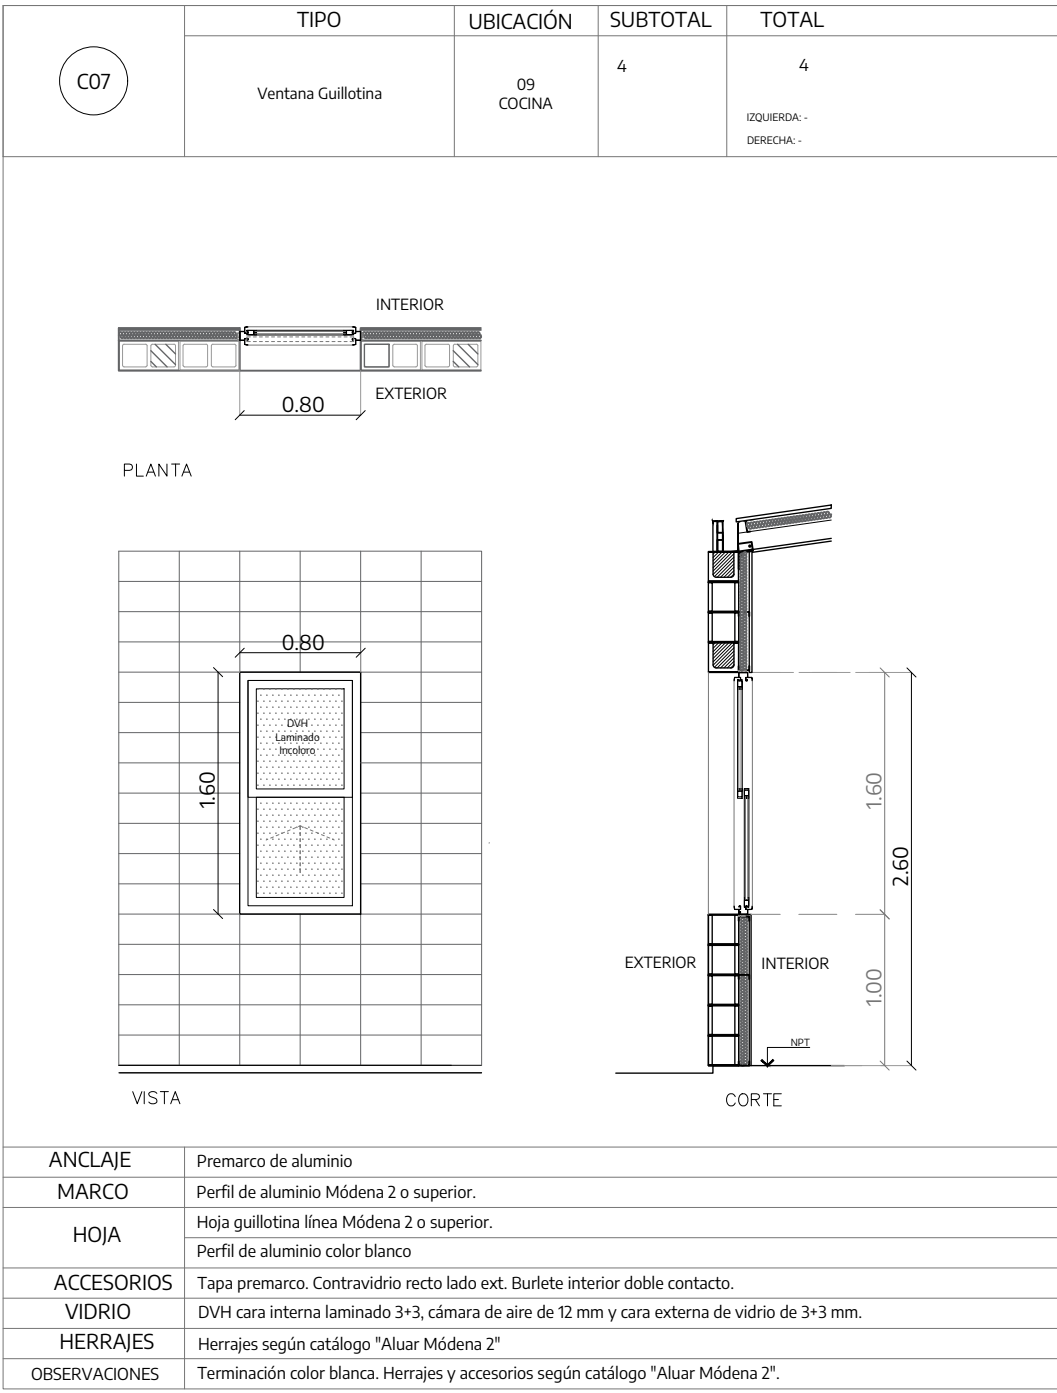 C07
TIPO
UBICACIÓN
SUBTOTAL
TOTAL
Ventana Guillotina
09
COCINA
4
4
IZQUIERDA: -
DERECHA: -
INTERIOR
EXTERIOR
0.80
PLANTA
0.80
1.60
DVH
Laminado
Incoloro
VISTA
1.60
2.60
1.00
EXTERIOR
INTERIOR
NPT
CORTE
ANCLAJE
Premarco de aluminio
MARCO
Perfil de aluminio Módena 2 o superior.
HOJA
Hoja guillotina línea Módena 2 o superior.
Perfil de aluminio color blanco
ACCESORIOS
Tapa premarco. Contravidrio recto lado ext. Burlete interior doble contacto.
VIDRIO
DVH cara interna laminado 3+3, cámara de aire de 12 mm y cara externa de vidrio de 3+3 mm.
HERRAJES
Herrajes según catálogo "Aluar Módena 2"
OBSERVACIONES
Terminación color blanca. Herrajes y accesorios según catálogo "Aluar Módena 2".